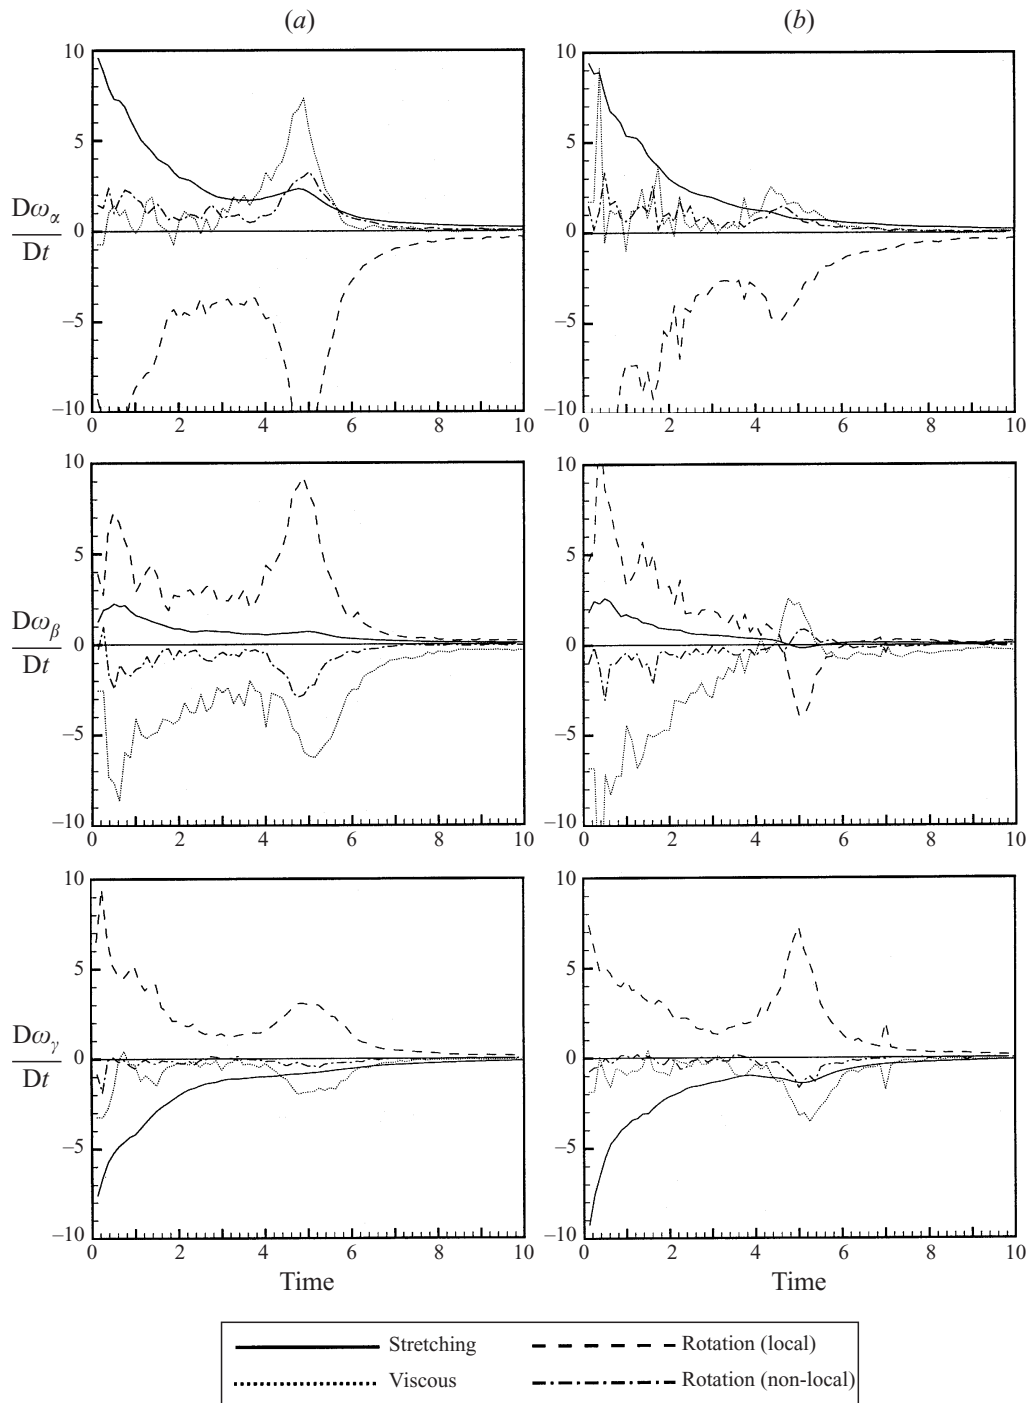 (a) (b)
10 10
5 5
Dωα/Dt 0 0
−5 −5
−10 −10
0 2 4 6 8 10 0 2 4 6 8 10
10 10
5 5
Dωβ/Dt 0 0
−5 −5
−10 −10
0 2 4 6 8 10 0 2 4 6 8 10
10 10
5 5
Dωγ/Dt 0 0
−5 −5
−10 −10
0 2 4 6 8 10 0 2 4 6 8 10
Time Time
Stretching Rotation (local)
Viscous Rotation (non-local)